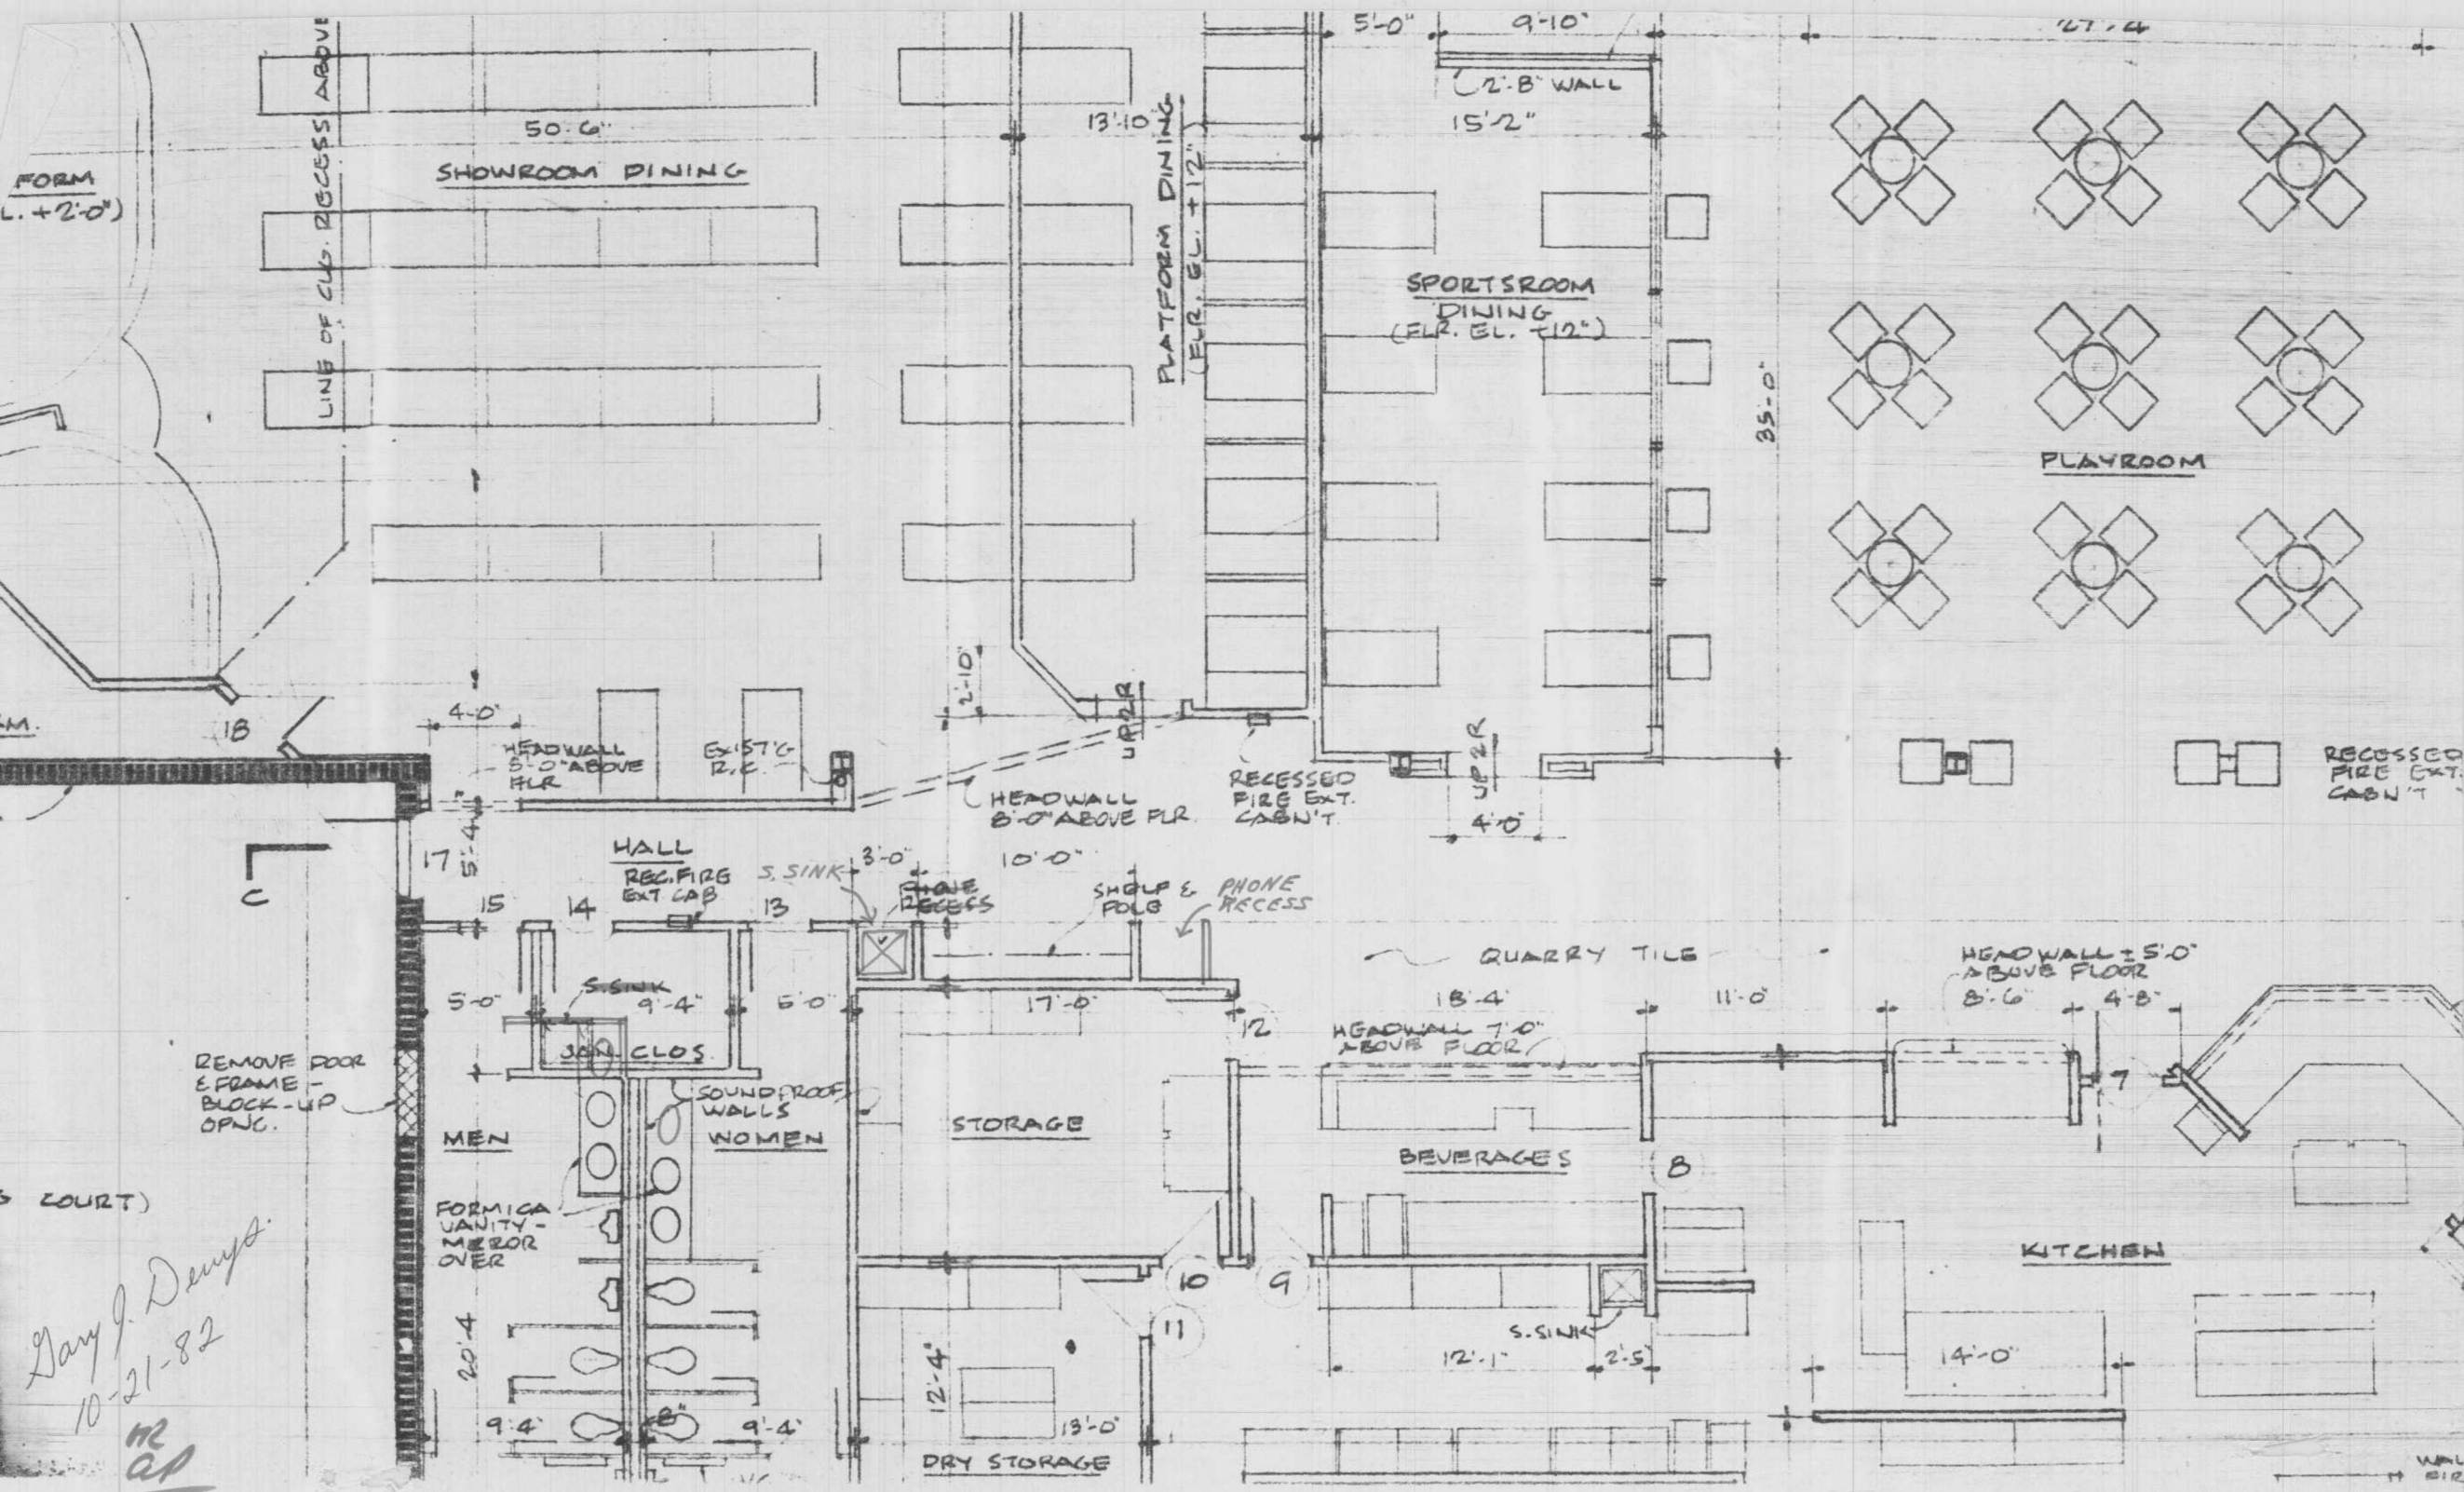 5'-0"
9'-10"
2'-8" WALL
15'-2"
50'-6"
SHOWROOM DINING
LINE OF CLG. RECESS ABOVE
FORM
L. +2'-0")
13'-10"
PLATFORM DINING
(FLR. EL. +12")
SPORTSROOM
DINING
(FLR. EL. +12")
35'-0"
PLAYROOM
2'-10"
UP 2 R
UP 2 R
4'-0"
18
M.
4'-0"
HEADWALL
8'-0" ABOVE
FLR
EXIST'G
R.C.
HEADWALL
8'-0" ABOVE FLR.
RECESSED
FIRE EXT.
CABN'T.
RECESSED
FIRE EXT.
CABN'T
17
5'-4"
C
HALL
REC. FIRE
EXT. CAB
S. SINK
3'-0"
10'-0"
PHONE
RECESS
SHELF &
POLE
PHONE
RECESS
15
14
13
QUARRY TILE
HEADWALL ± 5'-0"
ABOVE FLOOR
8'-6"
4'-8"
5'-0"
S.SINK
9'-4"
5'-0"
17'-0"
12
18'-4"
11'-0"
HEADWALL 7'-0"
ABOVE FLOOR
JAN. CLOS.
REMOVE DOOR
& FRAME -
BLOCK-UP
OPNG.
SOUNDPROOF
WALLS
MEN
WOMEN
STORAGE
BEVERAGES
8
7
COURT)
FORMICA
VANITY -
MIRROR
OVER
KITCHEN
10
9
11
S.SINK
12'-1"
2'-5"
14'-0"
20'-4
12'-4"
9'-4"
8"
9'-4"
13'-0"
DRY STORAGE
Gary J. Denys
10-21-82
WAL